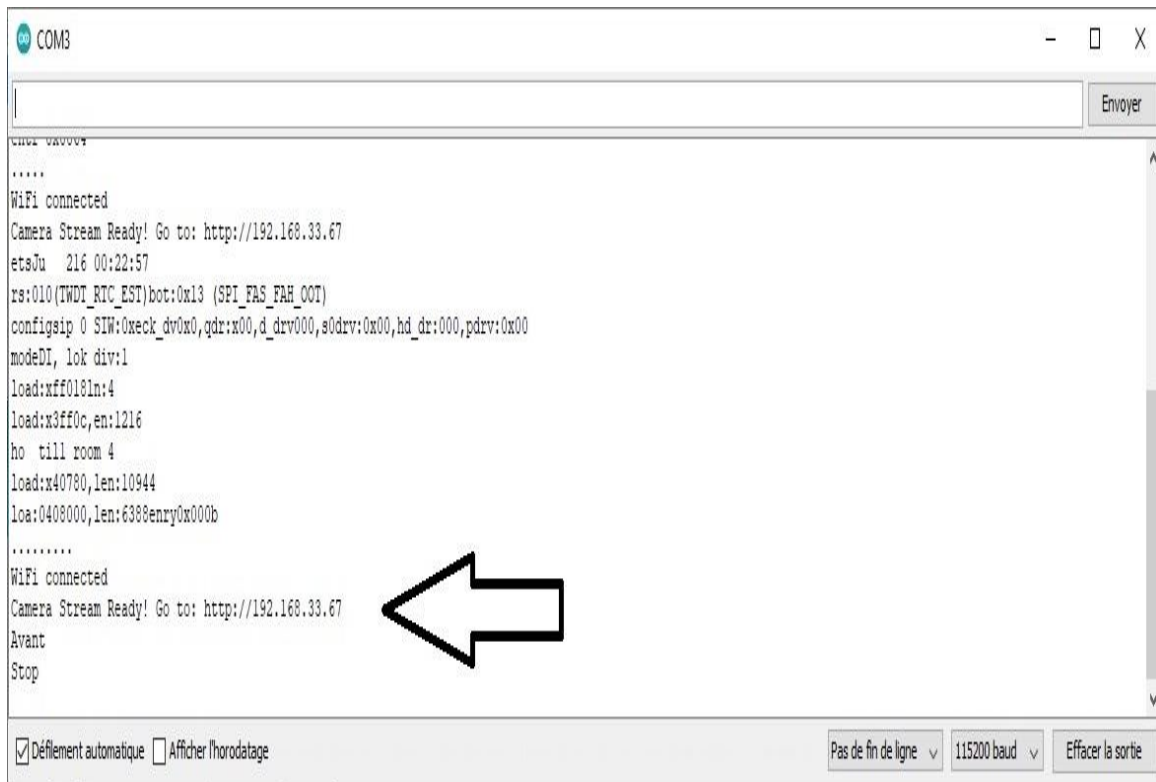 COM3
Envoyer
.....
WiFi connected
Camera Stream Ready! Go to: http://192.168.33.67
etsJu 216 00:22:57
rs:010(TWDT_RTC_EST)bot:0x13 (SPI_FAS_FAH_OOT)
configsip 0 SIW:0xeck_dv0x0,qdr:x00,d_drv000,s0drv:0x00,hd_dr:000,pdrv:0x00
modeDI, lok div:1
load:xff0181n:4
load:x3ff0c,en:1216
ho till room 4
load:x40780,len:10944
loa:0408000,len:6388enry0x000b
.........
WiFi connected
Camera Stream Ready! Go to: http://192.168.33.67
Avant
Stop
Défilement automatique Afficher l'horodatage Pas de fin de ligne 115200 baud Effacer la sortie